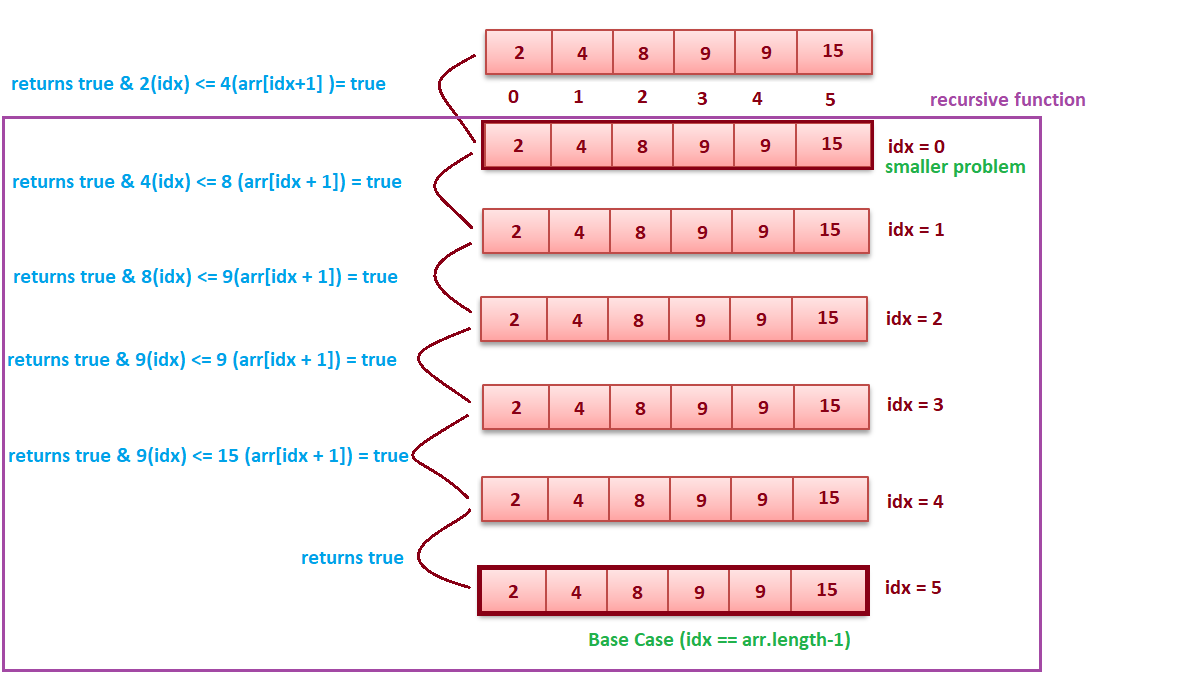 2 4 8 9 9 15
returns true & 2(idx) <= 4(arr[idx+1] )= true
0 1 2 3 4 5
recursive function
2 4 8 9 9 15
idx = 0
smaller problem
returns true & 4(idx) <= 8 (arr[idx + 1]) = true
2 4 8 9 9 15
idx = 1
returns true & 8(idx) <= 9(arr[idx + 1]) = true
2 4 8 9 9 15
idx = 2
returns true & 9(idx) <= 9 (arr[idx + 1]) = true
2 4 8 9 9 15
idx = 3
returns true & 9(idx) <= 15 (arr[idx + 1]) = true
2 4 8 9 9 15
idx = 4
returns true
2 4 8 9 9 15
idx = 5
Base Case (idx == arr.length-1)